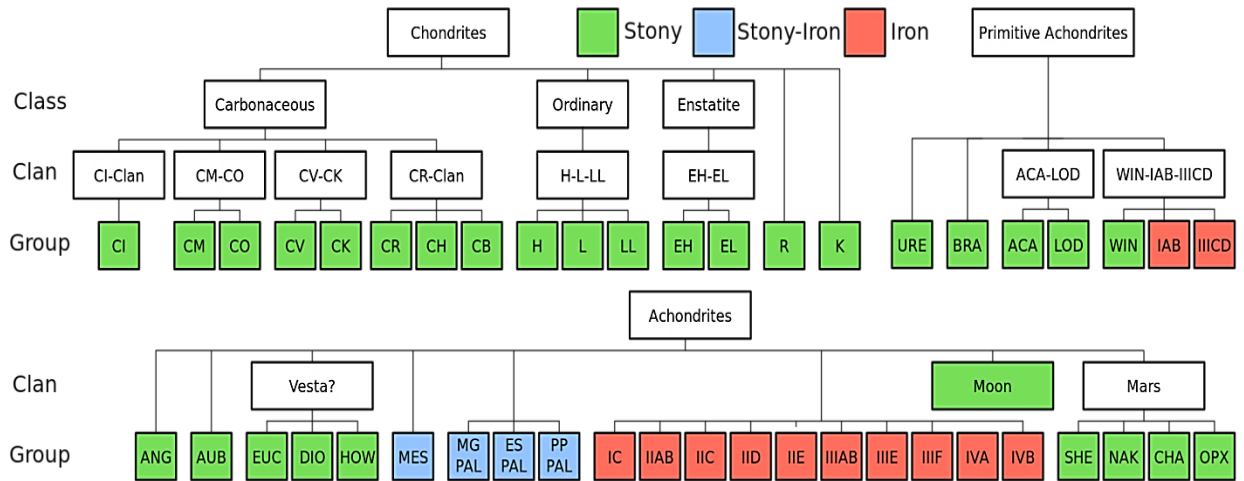 Chondrites
Stony
Stony-Iron
Iron
Primitive Achondrites
Class
Carbonaceous
Ordinary
Enstatite
Clan
CI-Clan
CM-CO
CV-CK
CR-Clan
H-L-LL
EH-EL
ACA-LOD
WIN-IAB-IIICD
Group
CI
CM
CO
CV
CK
CR
CH
CB
H
L
LL
EH
EL
R
K
URE
BRA
ACA
LOD
WIN
IAB
IIICD
Achondrites
Clan
Vesta?
Moon
Mars
Group
ANG
AUB
EUC
DIO
HOW
MES
MG
PAL
ES
PAL
PP
PAL
IC
IIAB
IIC
IID
IIE
IIIAB
IIIE
IIIF
IVA
IVB
SHE
NAK
CHA
OPX